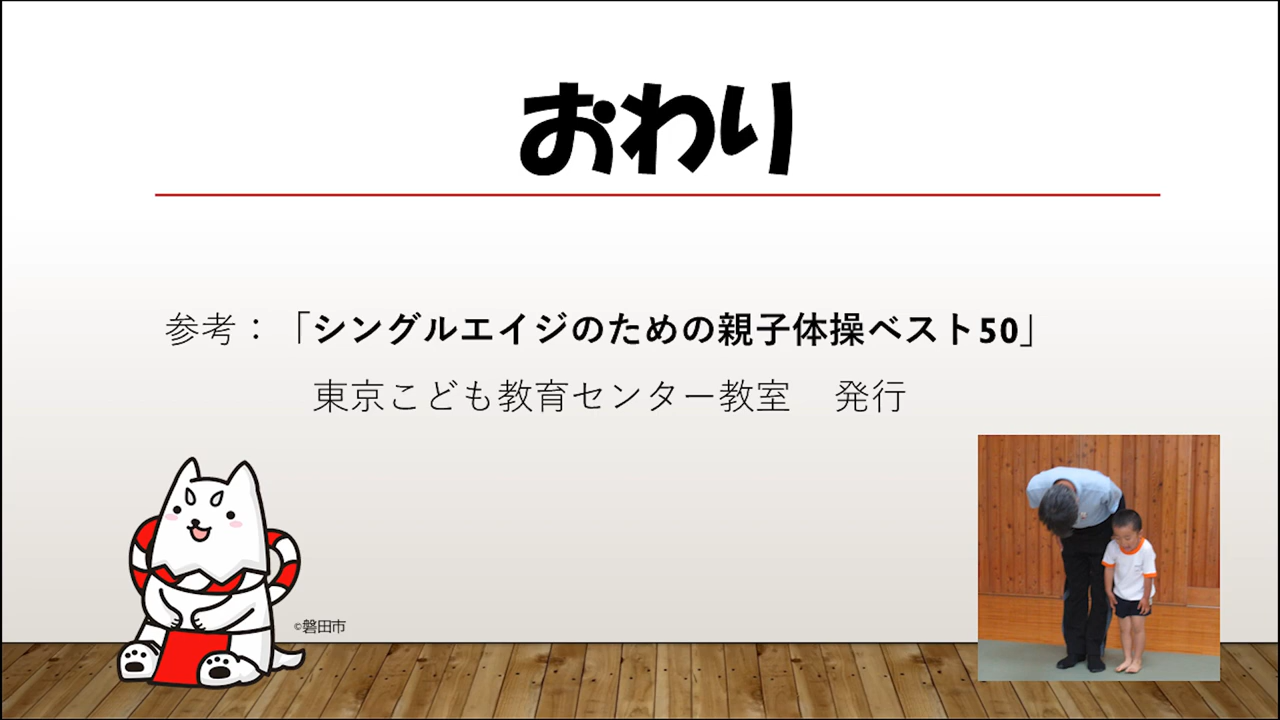 おわり
参考：「シングルエイジのための親子体操ベスト50」
東京こども教育センター教室　発行
©磐田市